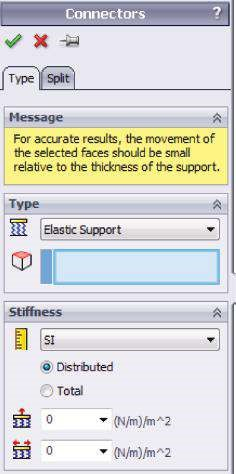 Connectors ?
Type Split
Message
For accurate results, the movement of
the selected faces should be small
relative to the thickness of the support.
Type
Elastic Support
Stiffness
SI
Distributed
Total
0 (N/m)/m^2
0 (N/m)/m^2